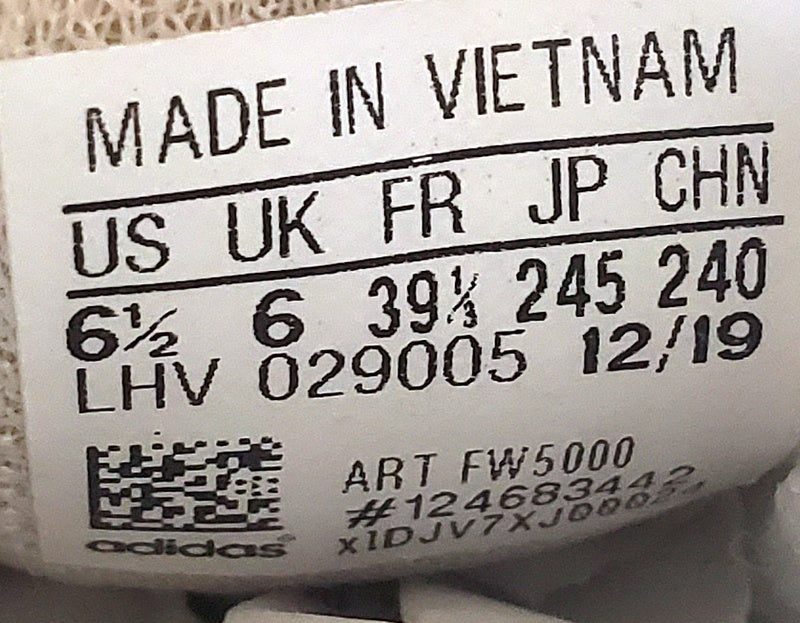 MADE IN VIETNAM
US UK FR JP CHN
6½ 6 39⅓ 245 240
LHV 029005 12/19
ART FW5000
#124683442
adidas